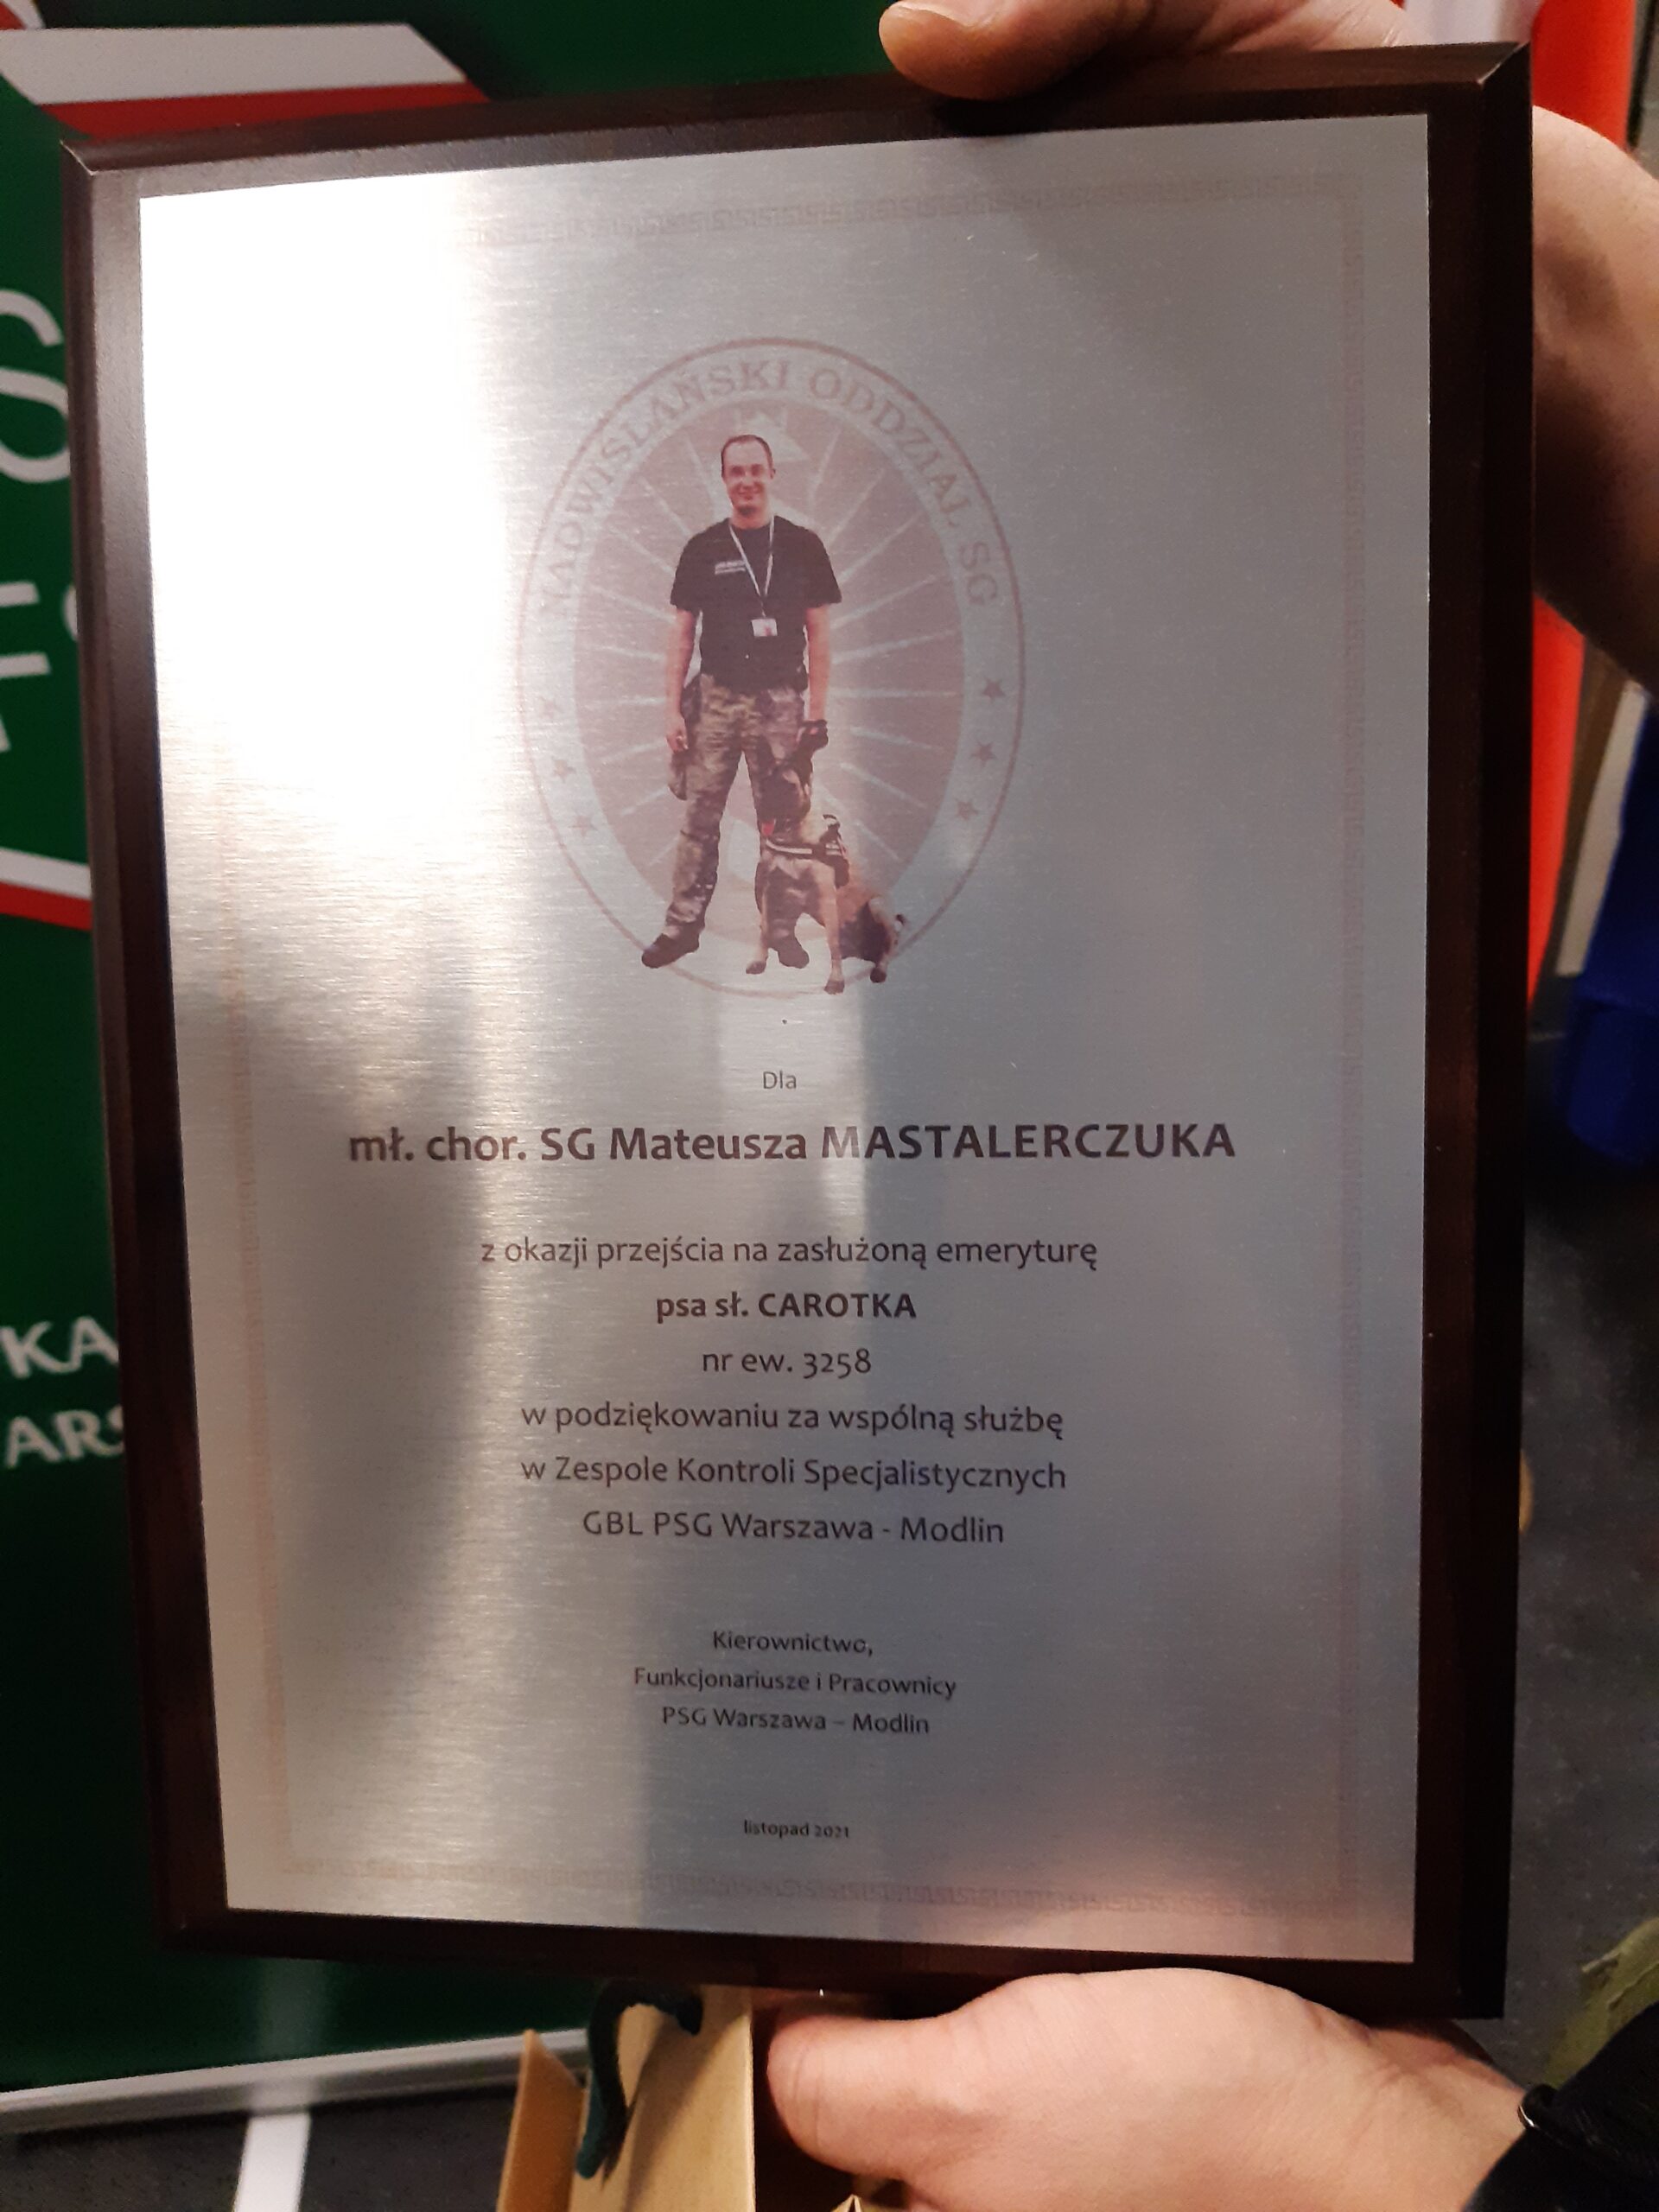 NADWIŚLAŃSKI ODDZIAŁ SG
Dla
mł. chor. SG Mateusza MASTALERCZUKA
z okazji przejścia na zasłużoną emeryturę
psa sł. CAROTKA
nr ew. 3258
w podziękowaniu za wspólną służbę
w Zespole Kontroli Specjalistycznych
GBL PSG Warszawa - Modlin
Kierownictwo,
Funkcjonariusze i Pracownicy
PSG Warszawa – Modlin
listopad 2021
S
KA
ARS